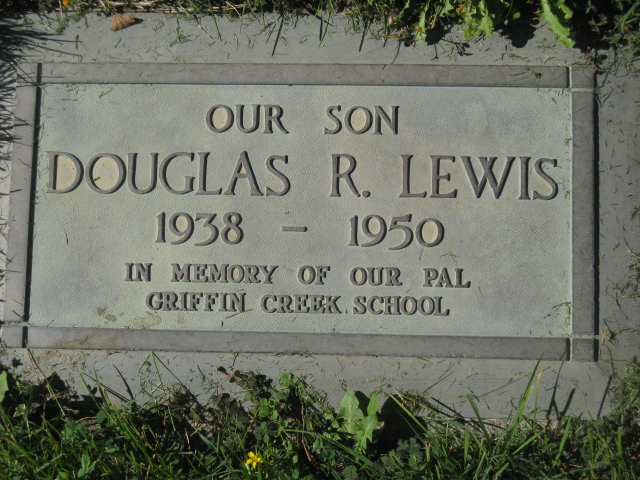 OUR SON
DOUGLAS R. LEWIS
1938 – 1950
IN MEMORY OF OUR PAL
GRIFFIN CREEK SCHOOL